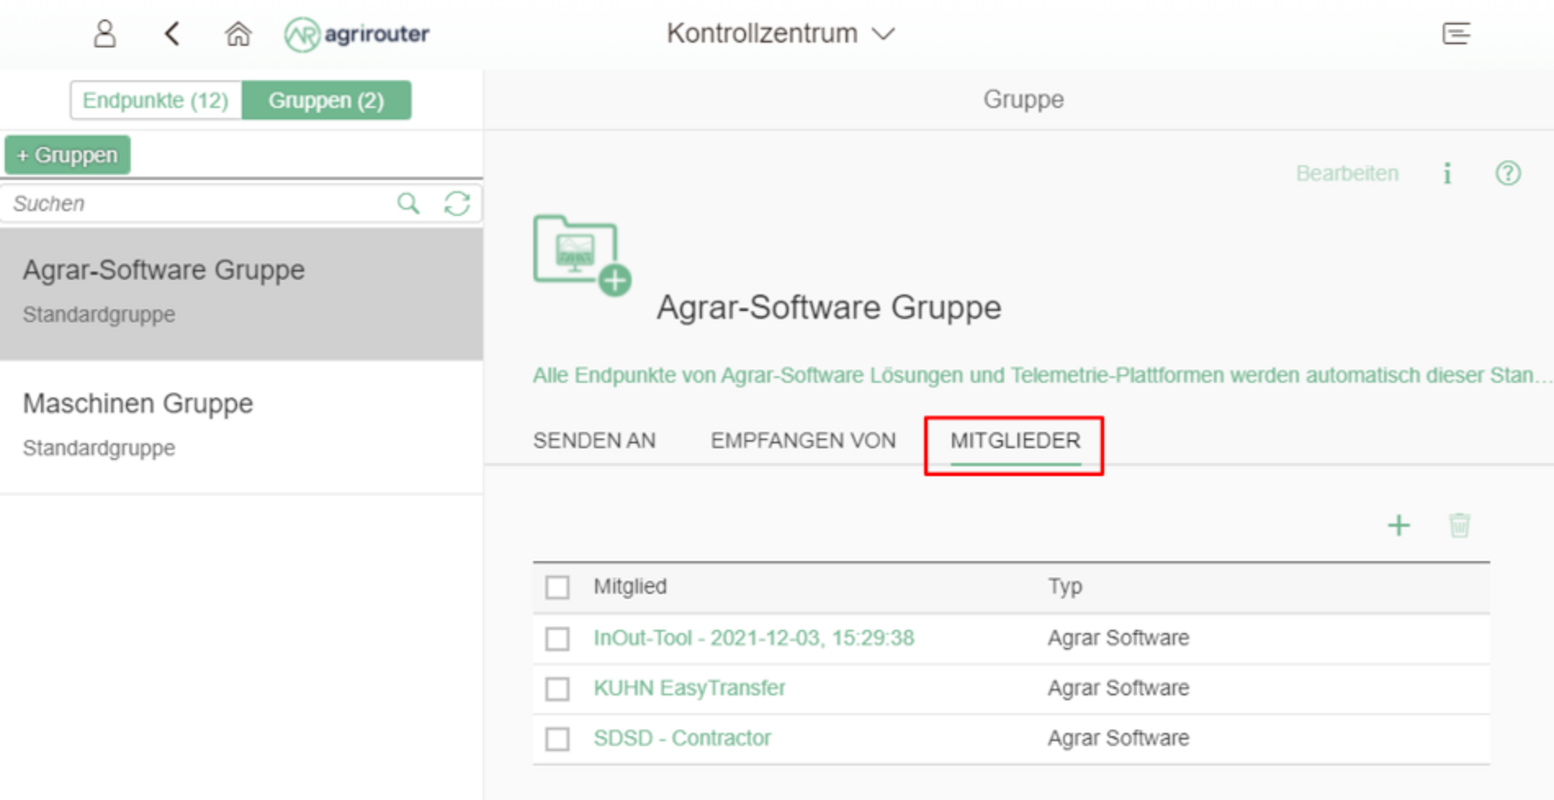 AR agrirouter
Kontrollzentrum
Endpunkte (12)
Gruppen (2)
Gruppe
+ Gruppen
Bearbeiten
i
?
Suchen
Agrar-Software Gruppe
Standardgruppe
Maschinen Gruppe
Standardgruppe
Agrar-Software Gruppe
Alle Endpunkte von Agrar-Software Lösungen und Telemetrie-Plattformen werden automatisch dieser Stan...
SENDEN AN
EMPFANGEN VON
MITGLIEDER
Mitglied Typ
InOut-Tool - 2021-12-03, 15:29:38 Agrar Software
KUHN EasyTransfer Agrar Software
SDSD - Contractor Agrar Software